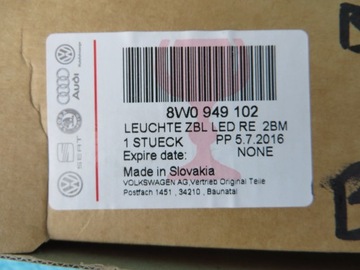 Audi
SEAT
8W0 949 102
LEUCHTE ZBL LED RE 2BM
1 STUECK PP 5.7.2016
Expire date: NONE
Made in Slovakia
VOLKSWAGEN AG,Vertrieb Original Teile
Postfach 1451 , 34210 , Baunatal